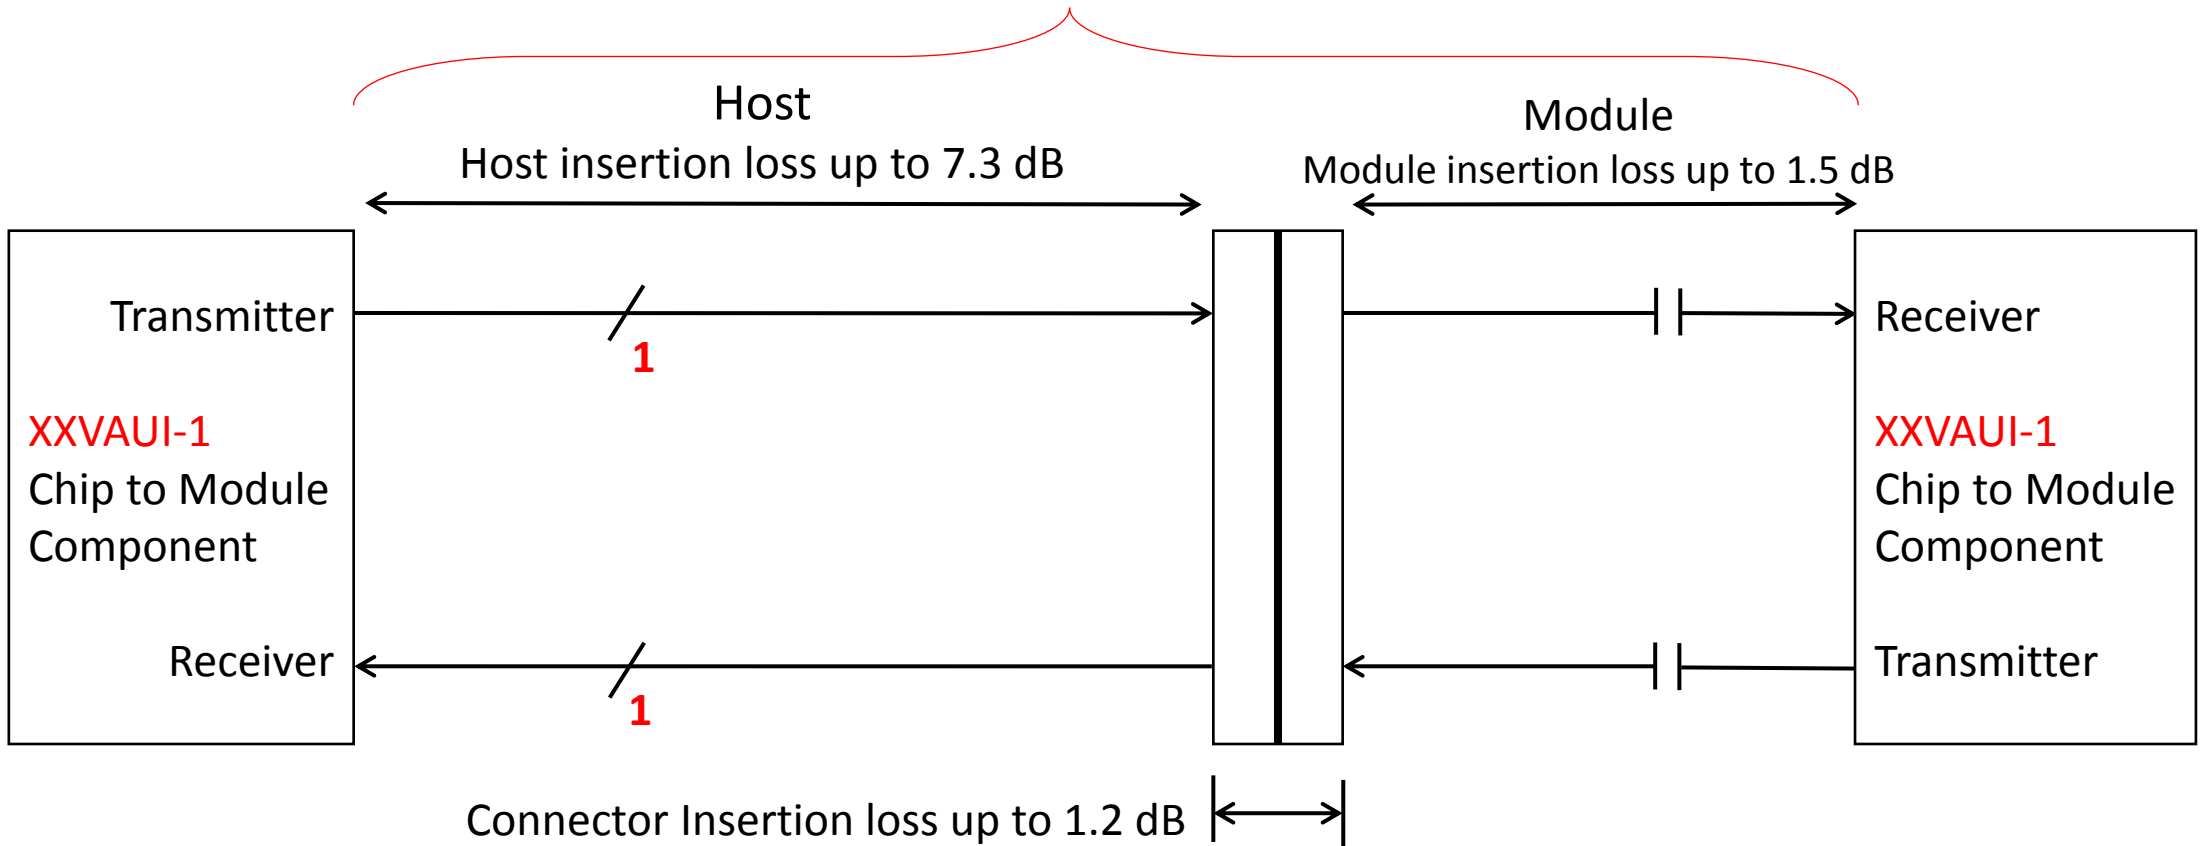 Host
Host insertion loss up to 7.3 dB
Module
Module insertion loss up to 1.5 dB
Transmitter
1
XXVAUI-1
Chip to Module
Component
Receiver
1
Receiver
XXVAUI-1
Chip to Module
Component
Transmitter
Connector Insertion loss up to 1.2 dB